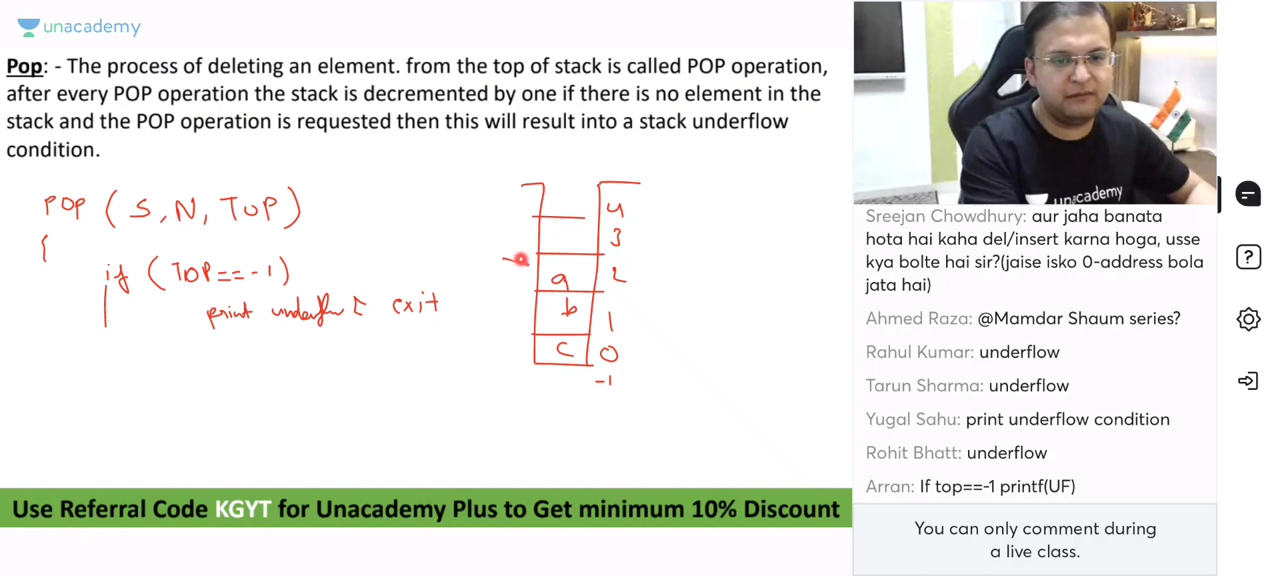 unacademy
Pop: - The process of deleting an element. from the top of stack is called POP operation,
after every POP operation the stack is decremented by one if there is no element in the
stack and the POP operation is requested then this will result into a stack underflow
condition.
POP (S, N, TOP)
{
if (TOP==-1)
print underflow & exit
4
3
a 2
b 1
c 0
-1
Use Referral Code KGYT for Unacademy Plus to Get minimum 10% Discount
unacademy
Sreejan Chowdhury: aur jaha banata
hota hai kaha del/insert karna hoga, usse
kya bolte hai sir?(jaise isko 0-address bola
jata hai)
Ahmed Raza: @Mamdar Shaum series?
Rahul Kumar: underflow
Tarun Sharma: underflow
Yugal Sahu: print underflow condition
Rohit Bhatt: underflow
Arran: If top==-1 printf(UF)
You can only comment during
a live class.